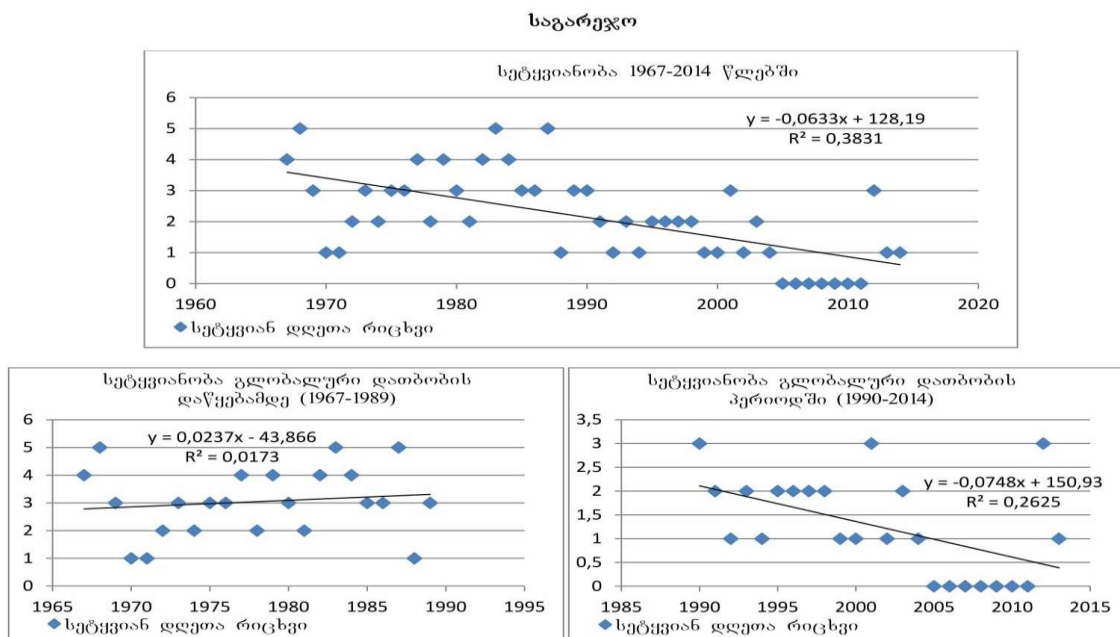 საგარეჯო
სეტყვიანობა 1967-2014 წლებში
y = -0,0633x + 128,19
R² = 0,3831
6
5
4
3
2
1
0
1960 1970 1980 1990 2000 2010 2020
სეტყვიან დღეთა რიცხვი
სეტყვიანობა გლობალური დათბობის
დაწყებამდე (1967-1989)
y = 0,0237x - 43,866
R² = 0,0173
6
5
4
3
2
1
0
1965 1970 1975 1980 1985 1990 1995
სეტყვიან დღეთა რიცხვი
სეტყვიანობა გლობალური დათბობის
პერიოდში (1990-2014)
y = -0,0748x + 150,93
R² = 0,2625
3,5
3
2,5
2
1,5
1
0,5
0
1985 1990 1995 2000 2005 2010 2015
სეტყვიან დღეთა რიცხვი